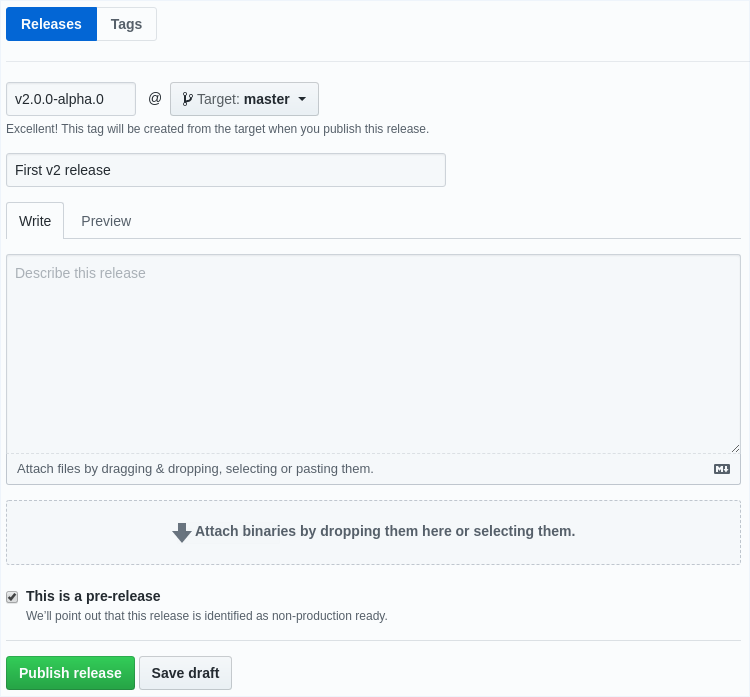 Releases Tags
v2.0.0-alpha.0 @ Target: master
Excellent! This tag will be created from the target when you publish this release.
First v2 release
Write Preview
Describe this release
Attach files by dragging & dropping, selecting or pasting them.
Attach binaries by dropping them here or selecting them.
This is a pre-release
We’ll point out that this release is identified as non-production ready.
Publish release Save draft